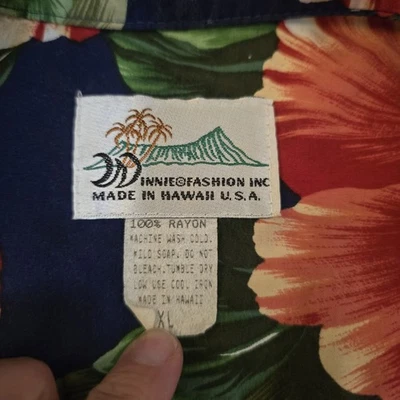 WINNIE©FASHION INC
MADE IN HAWAII U.S.A.
100% RAYON
MACHINE WASH COLD.
MILD SOAP. DO NOT
BLEACH.TUMBLE DRY
LOW USE COOL IRON
MADE IN HAWAII
XL